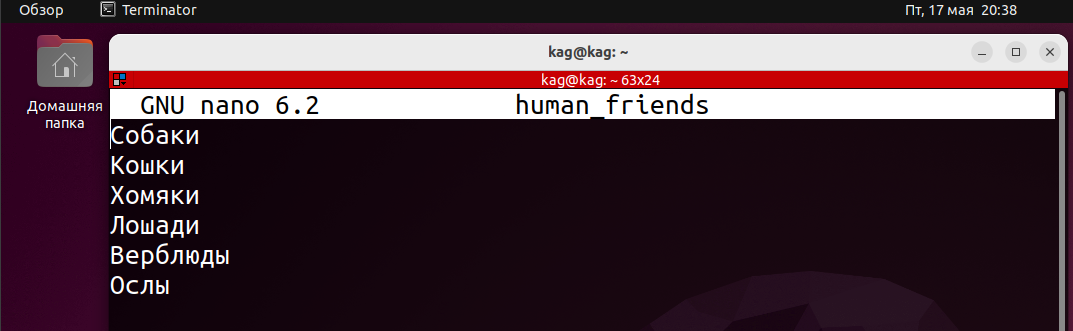 Обзор Terminator Пт, 17 мая 20:38
kag@kag: ~
kag@kag: ~ 63x24
Домашняя
папка
GNU nano 6.2 human_friends
Собаки
Кошки
Хомяки
Лошади
Верблюды
Ослы